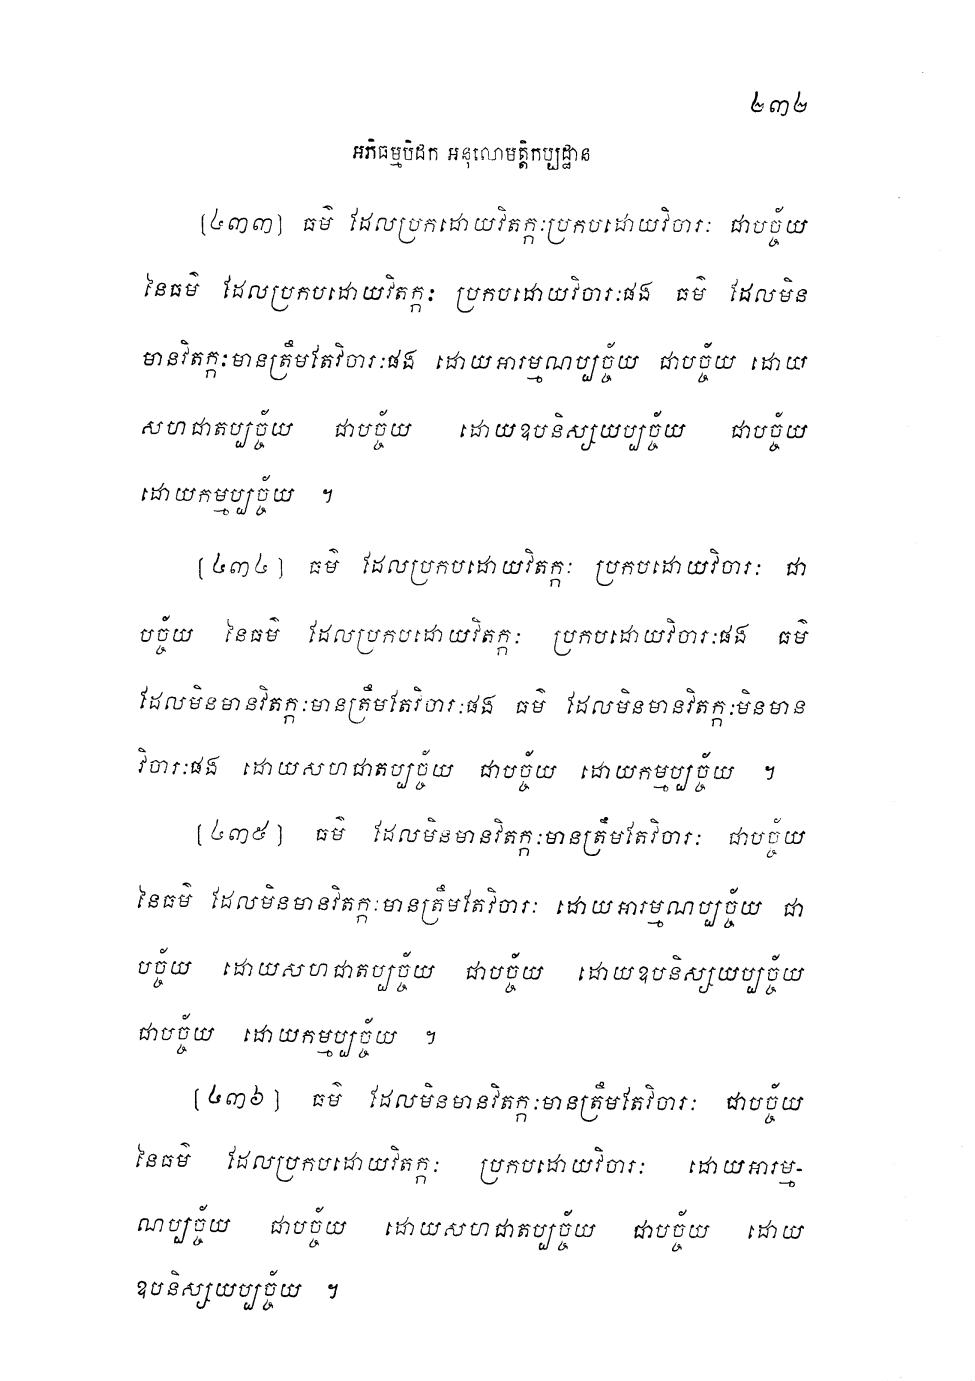 ២៣២
អភិធម្មបិដក អនុលោមត្តិកប្បដ្ឋាន
[៤៣៣] ធម៌ ដែលប្រកដោយវិតក្កៈប្រកបដោយវិចារៈ ជាបច្ច័យ
នៃធម៌ ដែលប្រកបដោយវិតក្កៈ ប្រកបដោយវិចារៈផង ធម៌ ដែលមិន
មានវិតក្កៈមានត្រឹមតែវិចារៈផង ដោយអារម្មណប្បច្ច័យ ជាបច្ច័យ ដោយ
សហជាតប្បច្ច័យ ជាបច្ច័យ ដោយឧបនិស្សយប្បច្ច័យ ជាបច្ច័យ
ដោយកម្មប្បច្ច័យ ។
[៤៣៤] ធម៌ ដែលប្រកបដោយវិតក្កៈ ប្រកបដោយវិចារៈ ជា
បច្ច័យ នៃធម៌ ដែលប្រកបដោយវិតក្កៈ ប្រកបដោយវិចារៈផង ធម៌
ដែលមិនមានវិតក្កៈមានត្រឹមតែវិចារៈផង ធម៌ ដែលមិនមានវិតក្កៈមិនមាន
វិចារៈផង ដោយសហជាតប្បច្ច័យ ជាបច្ច័យ ដោយកម្មប្បច្ច័យ ។
[៤៣៥] ធម៌ ដែលមិនមានវិតក្កៈមានត្រឹមតែវិចារៈ ជាបច្ច័យ
នៃធម៌ ដែលមិនមានវិតក្កៈមានត្រឹមតែវិចារៈ ដោយអារម្មណប្បច្ច័យ ជា
បច្ច័យ ដោយសហជាតប្បច្ច័យ ជាបច្ច័យ ដោយឧបនិស្សយប្បច្ច័យ
ជាបច្ច័យ ដោយកម្មប្បច្ច័យ ។
[៤៣៦] ធម៌ ដែលមិនមានវិតក្កៈមានត្រឹមតែវិចារៈ ជាបច្ច័យ
នៃធម៌ ដែលប្រកបដោយវិតក្កៈ ប្រកបដោយវិចារៈ ដោយអារម្ម-
ណប្បច្ច័យ ជាបច្ច័យ ដោយសហជាតប្បច្ច័យ ជាបច្ច័យ ដោយ
ឧបនិស្សយប្បច្ច័យ ។